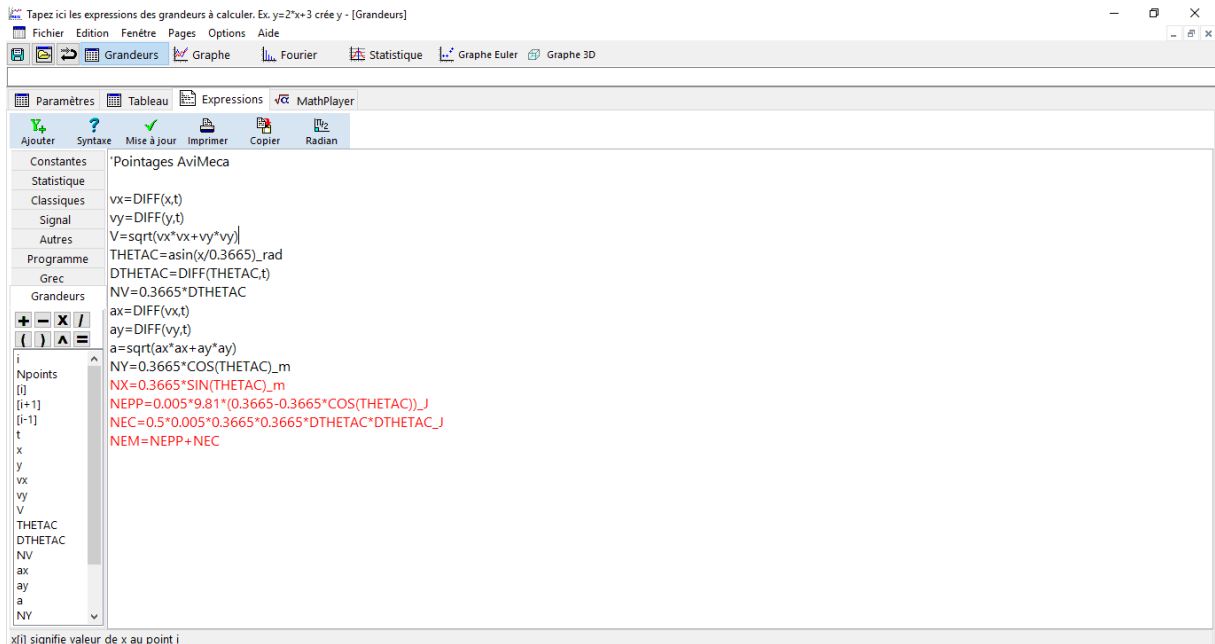 Tapez ici les expressions des grandeurs à calculer. Ex. y=2*x+3 crée y - [Grandeurs]
Fichier Edition Fenêtre Pages Options Aide
Grandeurs Graphe Fourier Statistique Graphe Euler Graphe 3D
Paramètres Tableau Expressions √α MathPlayer
Ajouter Syntaxe Mise à jour Imprimer Copier Radian
Constantes
Statistique
Classiques
Signal
Autres
Programme
Grec
Grandeurs
+ − X /
( ) ʌ =
i
Npoints
[i]
[i+1]
[i-1]
t
x
y
vx
vy
V
THETAC
DTHETAC
NV
ax
ay
a
NY
'Pointages AviMeca
vx=DIFF(x,t)
vy=DIFF(y,t)
V=sqrt(vx*vx+vy*vy)
THETAC=asin(x/0.3665)_rad
DTHETAC=DIFF(THETAC,t)
NV=0.3665*DTHETAC
ax=DIFF(vx,t)
ay=DIFF(vy,t)
a=sqrt(ax*ax+ay*ay)
NY=0.3665*COS(THETAC)_m
NX=0.3665*SIN(THETAC)_m
NEPP=0.005*9.81*(0.3665-0.3665*COS(THETAC))_J
NEC=0.5*0.005*0.3665*0.3665*DTHETAC*DTHETAC_J
NEM=NEPP+NEC
x[i] signifie valeur de x au point i